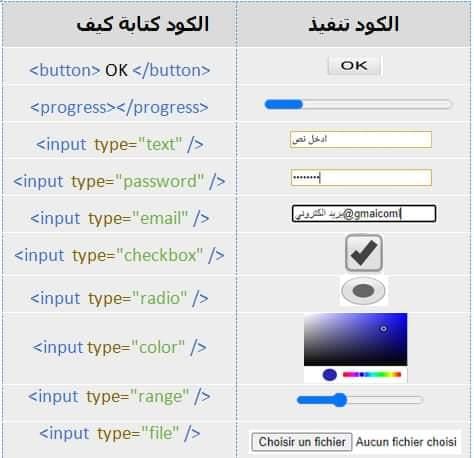 الكود كتابة كيف
الكود تنفيذ
<button> OK </button>
OK
<progress></progress>
<input type="text" />
ادخل نص
<input type="password" />
••••••••
<input type="email" />
بريد الكتروني@gmaicoml
<input type="checkbox" />
<input type="radio" />
<input type="color" />
<input type="range" />
<input type="file" />
Choisir un fichier Aucun fichier choisi